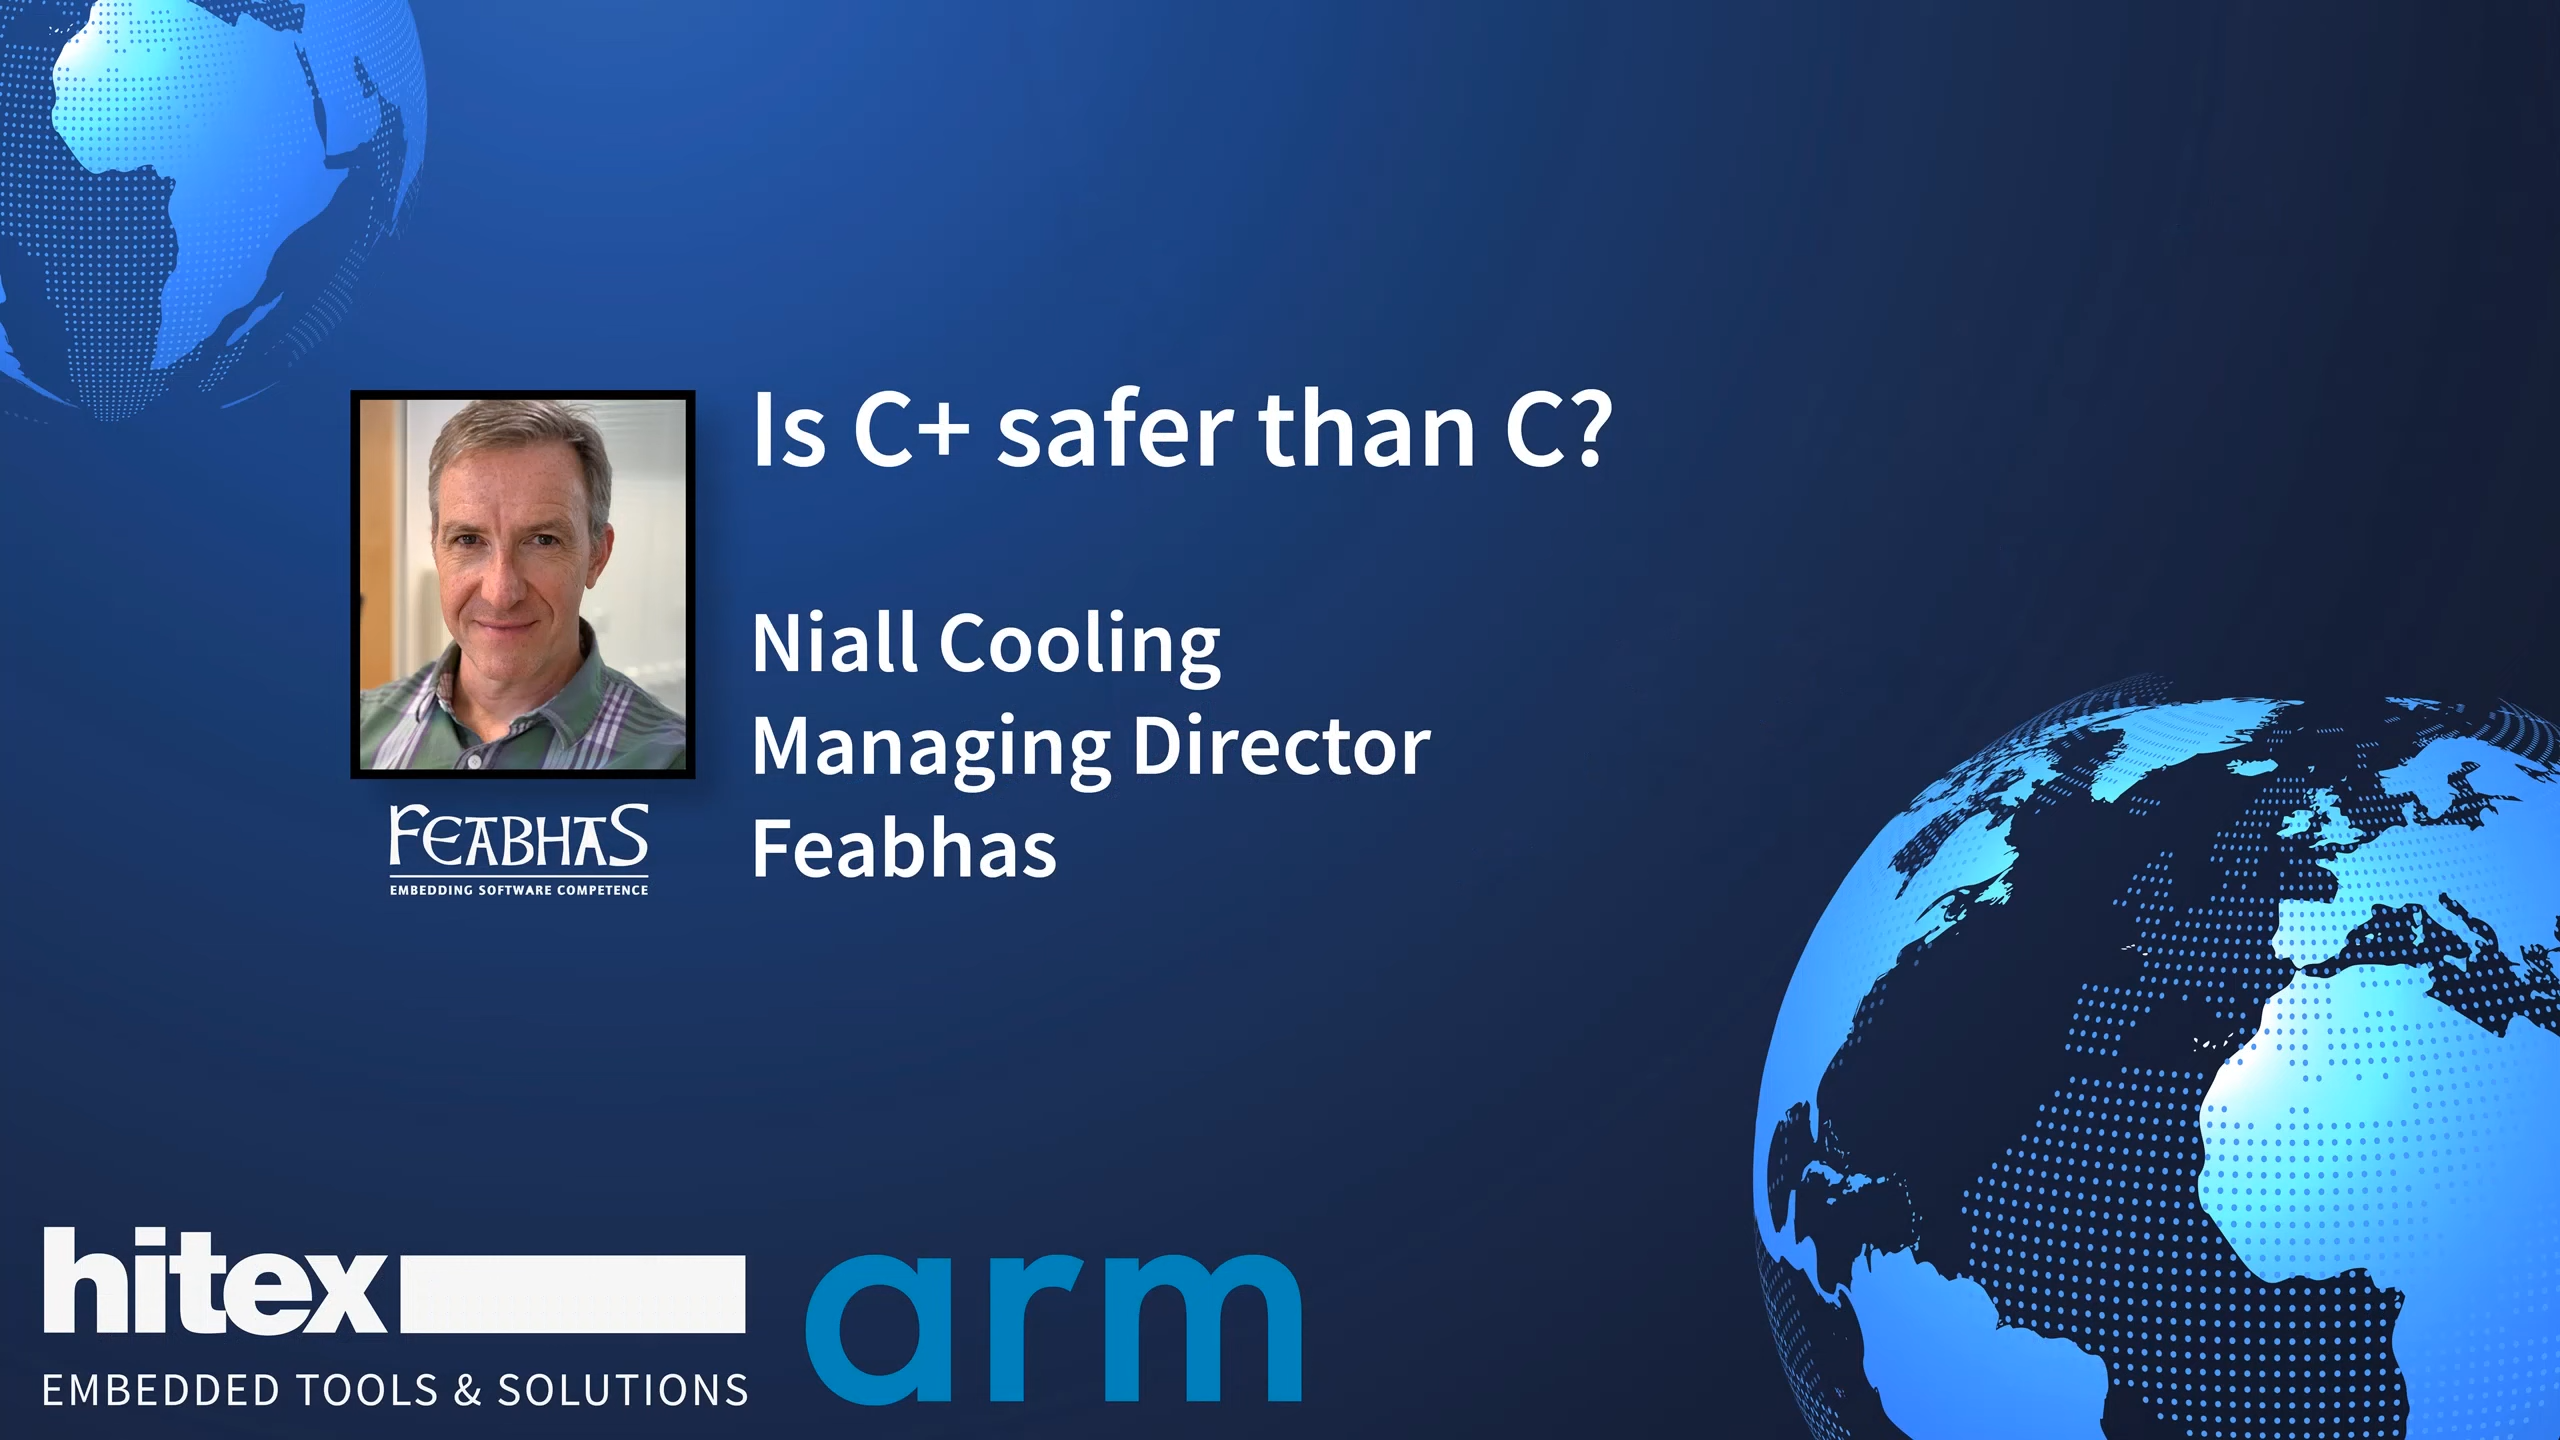 Is C+ safer than C?
Niall Cooling
Managing Director
Feabhas
FEABHAS
EMBEDDING SOFTWARE COMPETENCE
hitex
EMBEDDED TOOLS & SOLUTIONS
arm